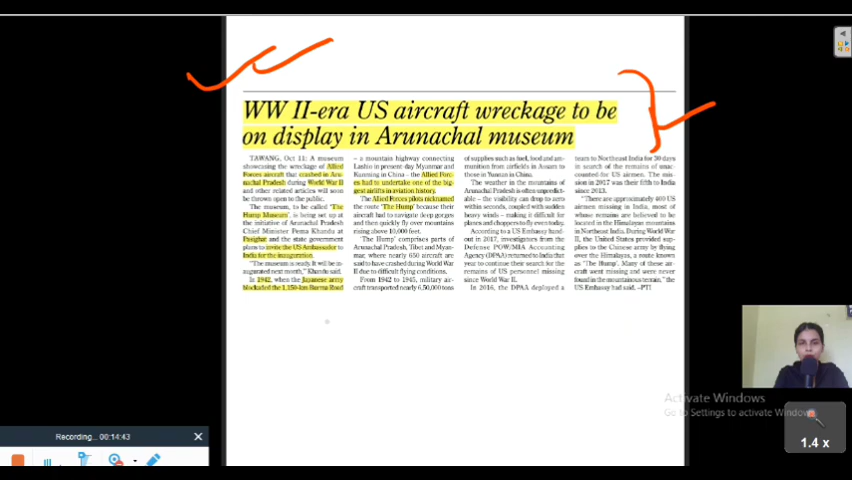 WW II-era US aircraft wreckage to be
on display in Arunachal museum
TAWANG, Oct 11: A museum
showcasing the wreckage of Allied
Forces aircraft that crashed in Aru-
nachal Pradesh during World War II
and other related articles will soon
be thrown open to the public.
The museum, to be called 'The
Hump Museum', is being set up at
the initiative of Arunachal Pradesh
Chief Minister Pema Khandu at
Pasighat and the state government
plans to invite the US Ambassador to
India for the inauguration.
"The museum is ready. It will be in-
augurated next month," Khandu said.
In 1942, when the Japanese army
blockaded the 1,150-km Burma Road
– a mountain highway connecting
Lashio in present-day Myanmar and
Kunming in China – the Allied Forc-
es had to undertake one of the big-
gest airlifts in aviation history.
The Allied Forces pilots nicknamed
the route 'The Hump' because their
aircraft had to navigate deep gorges
and then quickly fly over mountains
rising above 10,000 feet.
'The Hump' comprises parts of
Arunachal Pradesh, Tibet and Myan-
mar, where nearly 650 aircraft are
said to have crashed during World War
II due to difficult flying conditions.
From 1942 to 1945, military air-
craft transported nearly 6,50,000 tons
of supplies such as fuel, food and am-
munition from airfields in Assam to
those in Yunnan in China.
The weather in the mountains of
Arunachal Pradesh is often unpredict-
able – the visibility can drop to zero
within seconds, coupled with sudden
heavy winds – making it difficult for
planes and choppers to fly even today.
According to a US Embassy hand-
out in 2017, investigators from the
Defense POW/MIA Accounting
Agency (DPAA) returned to India that
year to continue their search for the
remains of US personnel missing
since World War II.
In 2016, the DPAA deployed a
team to Northeast India for 30 days
in search of the remains of unac-
counted for US airmen. The mis-
sion in 2017 was their fifth to India
since 2013.
"There are approximately 400 US
airmen missing in India, most of
whose remains are believed to be
located in the Himalayan mountains
in Northeast India. During World War
II, the United States provided sup-
plies to the Chinese army by flying
over the Himalayas, a route known
as 'The Hump'. Many of these air-
craft went missing and were never
found in the mountainous terrain," the
US Embassy had said. –PTI
Activate Windows
Go to Settings to activate Windows.
Recording... 00:14:43
1.4 x